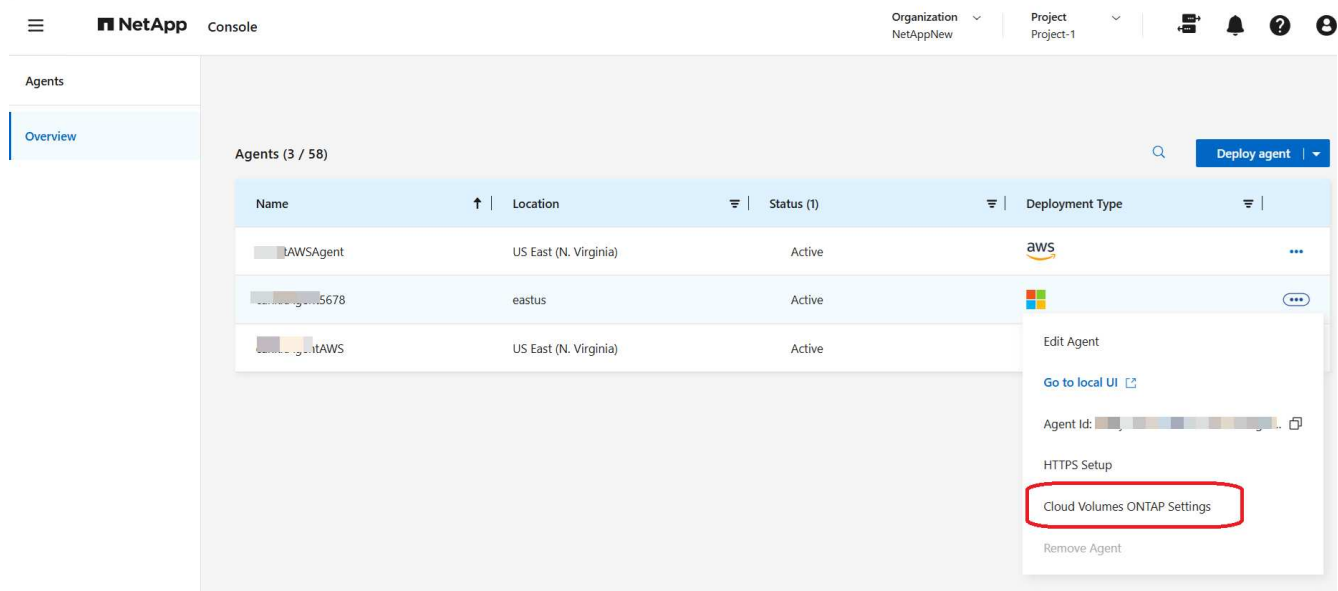 NetApp Console
Organization
NetAppNew
Project
Project-1
Agents
Overview
Agents (3 / 58)
Deploy agent
Name Location Status (1) Deployment Type
tAWSAgent US East (N. Virginia) Active aws
5678 eastus Active
tAWS US East (N. Virginia) Active
Edit Agent
Go to local UI
Agent Id:
HTTPS Setup
Cloud Volumes ONTAP Settings
Remove Agent